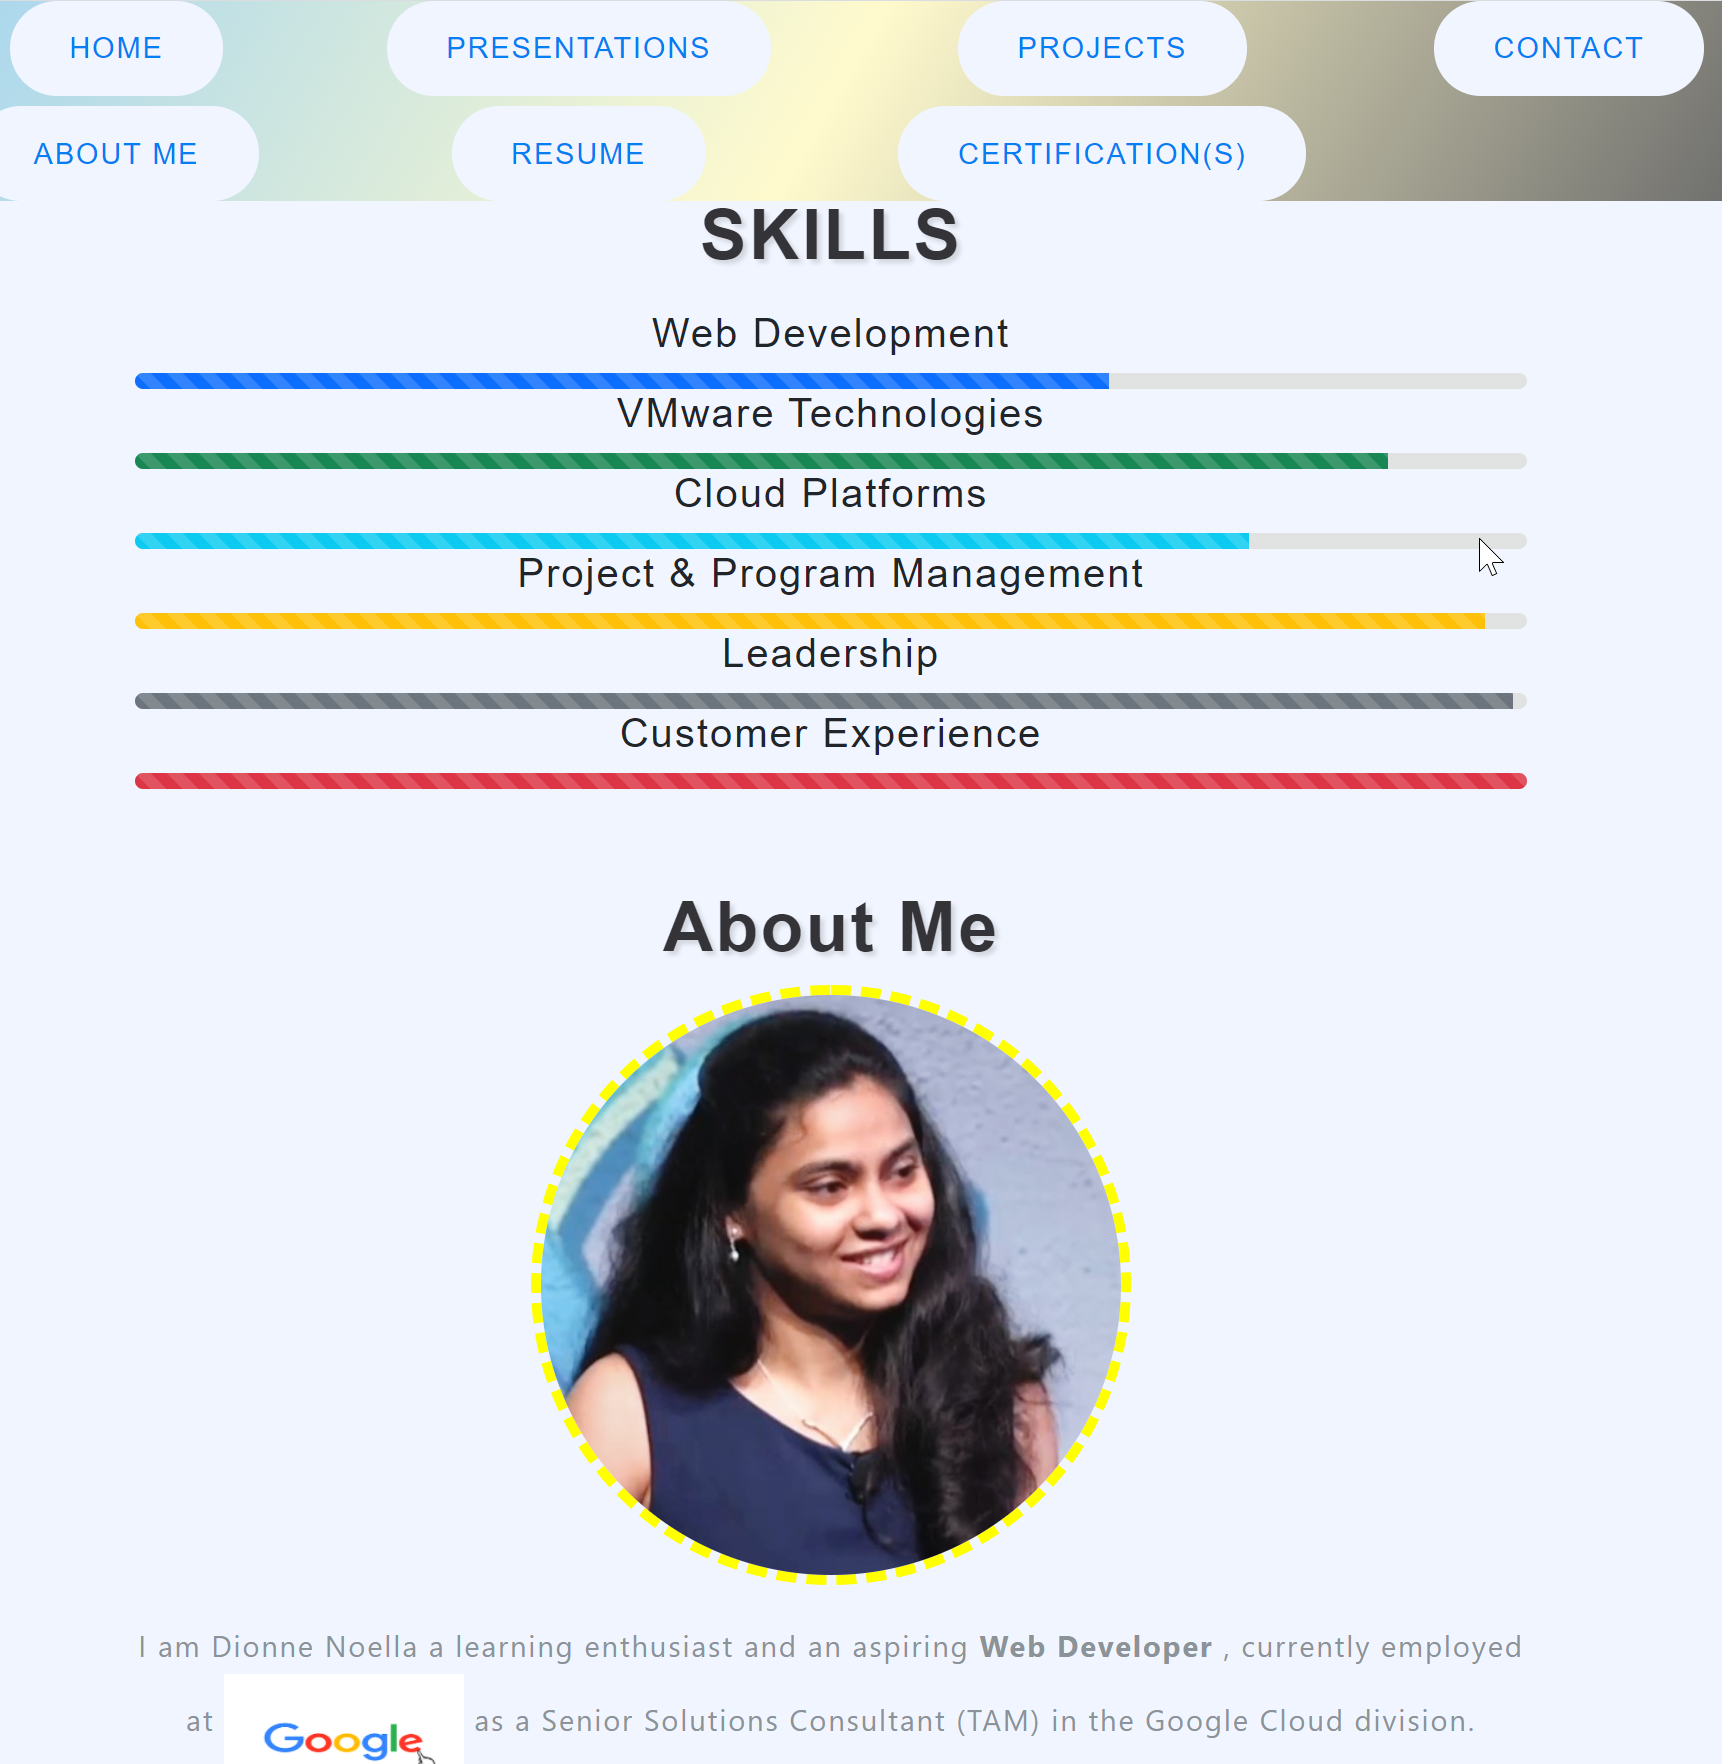 HOME PRESENTATIONS PROJECTS CONTACT
ABOUT ME RESUME CERTIFICATION(S)
SKILLS
Web Development
VMware Technologies
Cloud Platforms
Project & Program Management
Leadership
Customer Experience
About Me
I am Dionne Noella a learning enthusiast and an aspiring Web Developer , currently employed
at Google as a Senior Solutions Consultant (TAM) in the Google Cloud division.